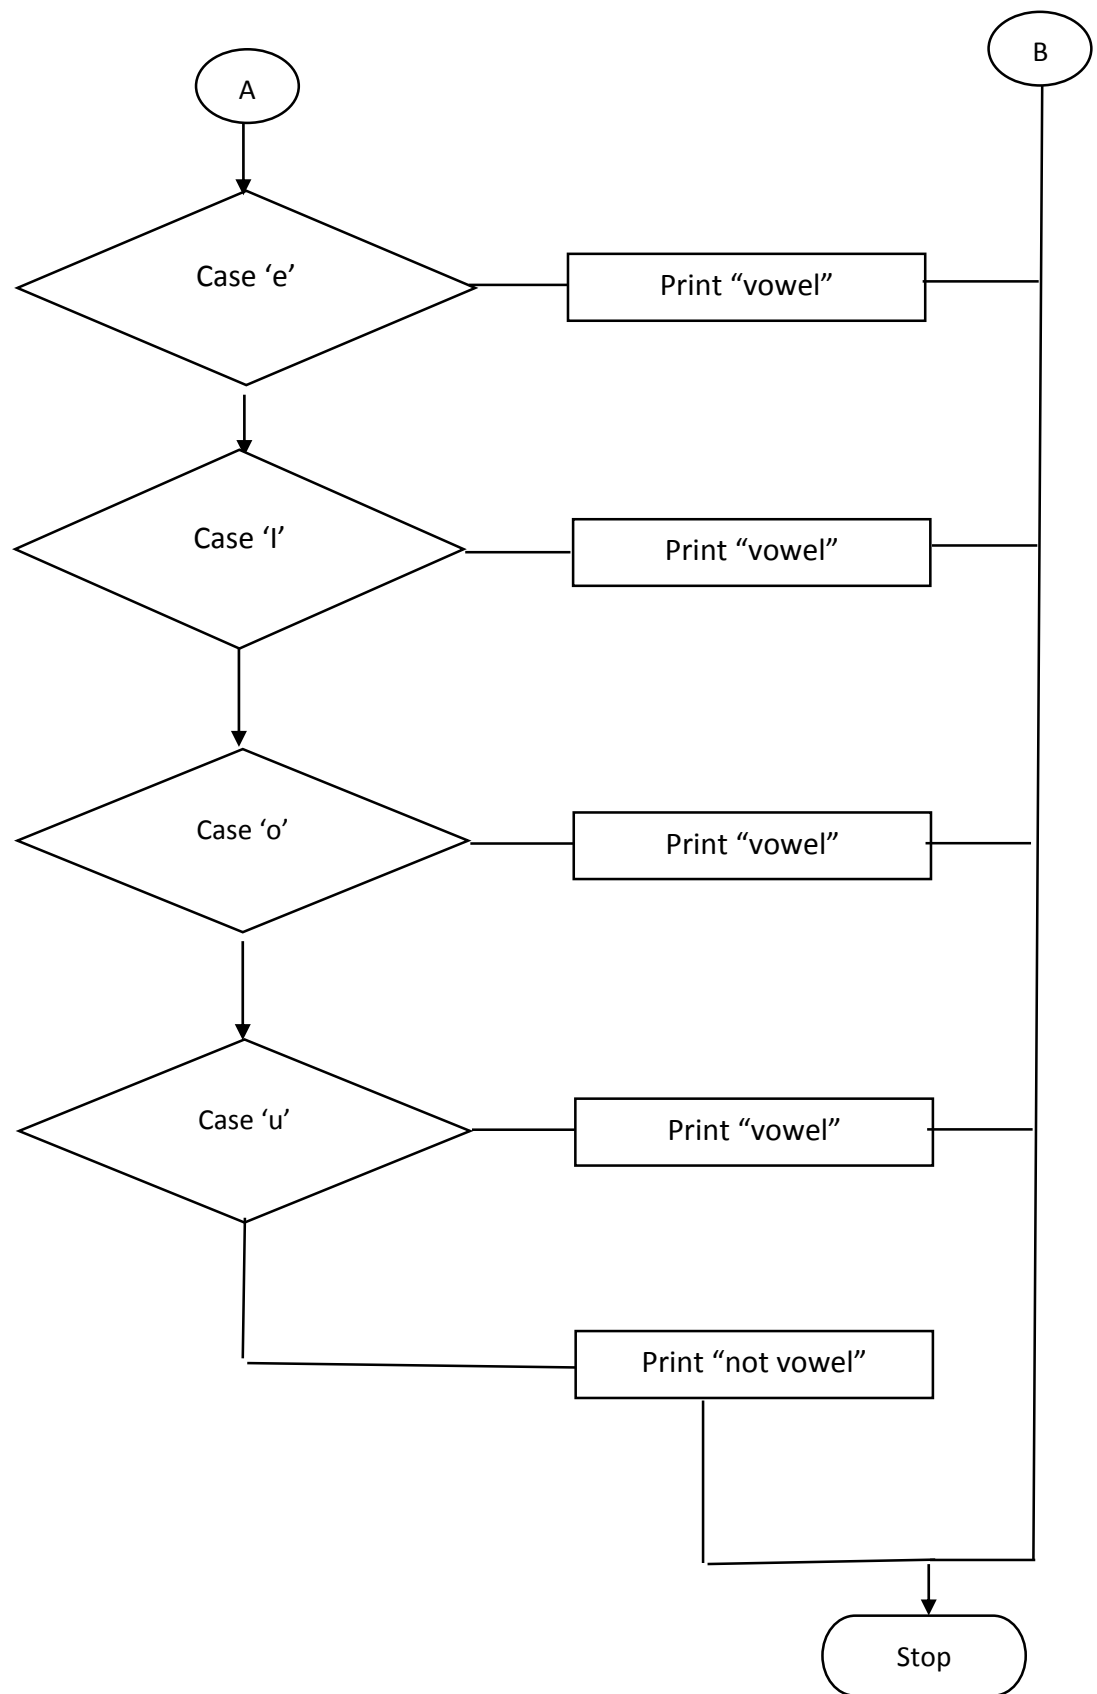 B
A
Case ‘e’
Print “vowel”
Case ‘I’
Print “vowel”
Case ‘o’
Print “vowel”
Case ‘u’
Print “vowel”
Print “not vowel”
Stop